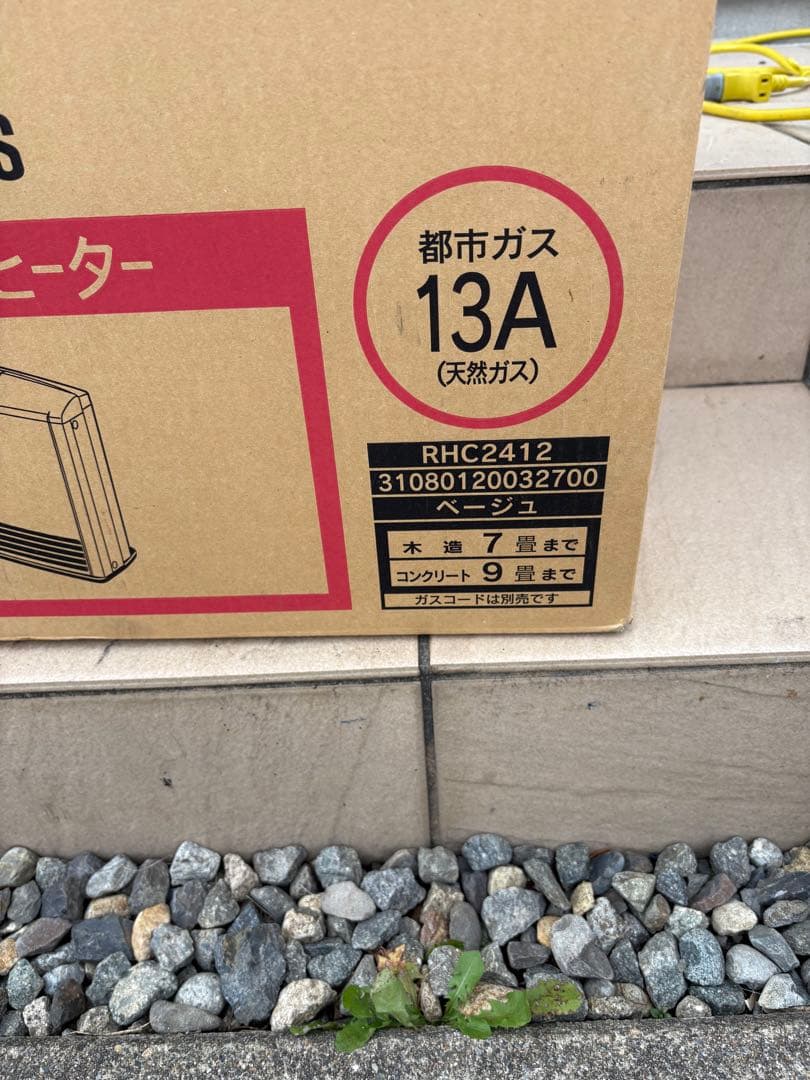 S
ヒーター
都市ガス
13A
(天然ガス)
RHC2412
31080120032700
ベージュ
木造 7 畳まで
コンクリート 9 畳まで
ガスコードは別売です